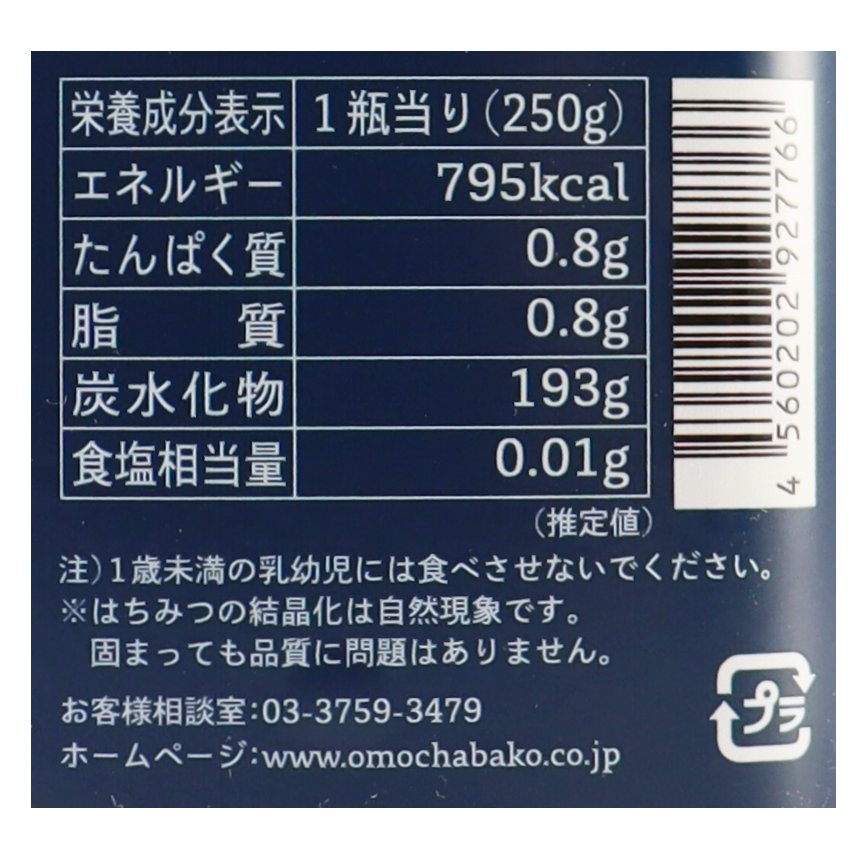 栄養成分表示 1瓶当り(250g)
エネルギー 795kcal
たんぱく質 0.8g
脂質 0.8g
炭水化物 193g
食塩相当量 0.01g
(推定値)
注)1歳未満の乳幼児には食べさせないでください。
※はちみつの結晶化は自然現象です。
固まっても品質に問題はありません。
お客様相談室:03-3759-3479
ホームページ:www.omochabako.co.jp
4 560202 927766
プラ